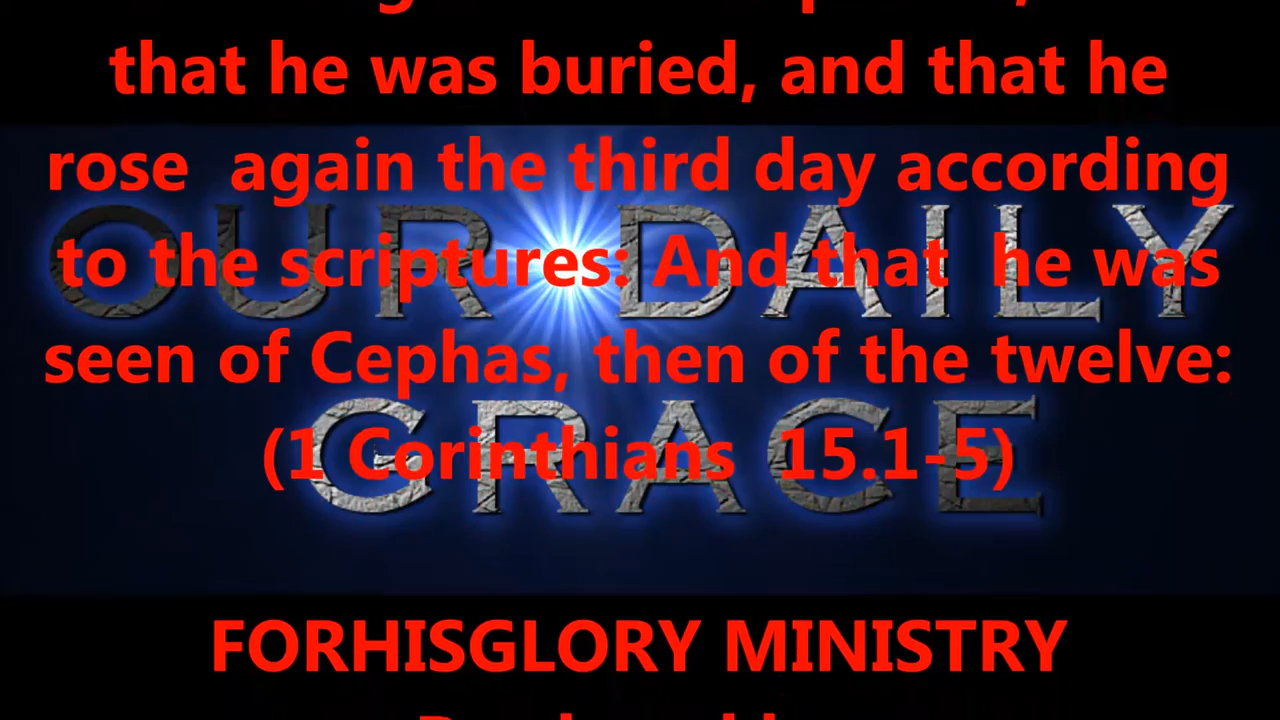 that he was buried, and that he
rose again the third day according
to the scriptures: And that he was
seen of Cephas, then of the twelve:
(1 Corinthians 15.1-5)
OUR DAILY
GRACE
FORHISGLORY MINISTRY